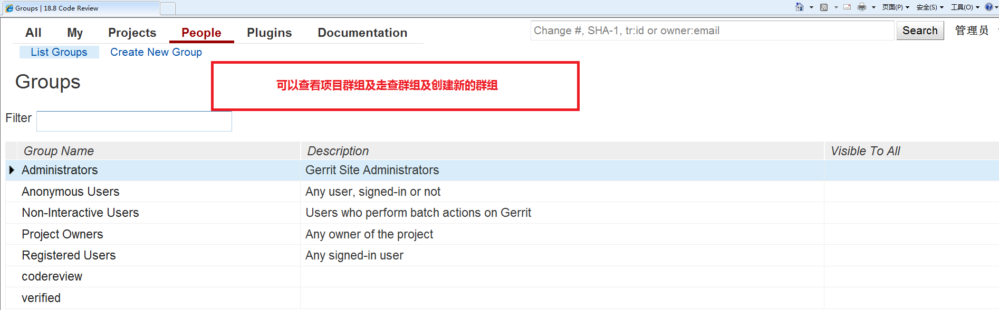 Groups | 18.8 Code Review
页面(P) 安全(S) 工具(O)
All My Projects People Plugins Documentation
Change #, SHA-1, tr:id or owner:email Search 管理员
List Groups Create New Group
Groups
可以查看项目群组及走查群组及创建新的群组
Filter
Group Name Description Visible To All
Administrators Gerrit Site Administrators
Anonymous Users Any user, signed-in or not
Non-Interactive Users Users who perform batch actions on Gerrit
Project Owners Any owner of the project
Registered Users Any signed-in user
codereview
verified